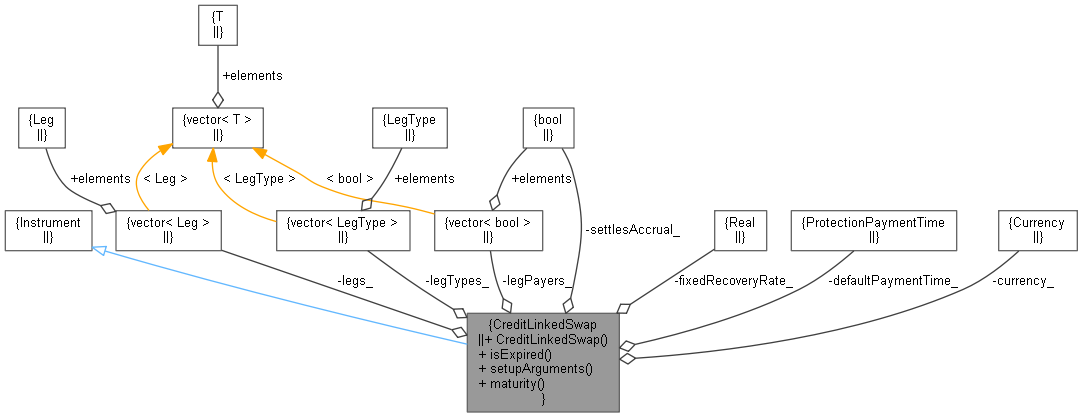 {T
||}
+elements
{Leg
||}
{vector< T >
||}
{LegType
||}
{bool
||}
+elements
< Leg >
< LegType >
< bool >
+elements
+elements
{Instrument
||}
{vector< Leg >
||}
{vector< LegType >
||}
{vector< bool >
||}
-settlesAccrual_
{Real
||}
{ProtectionPaymentTime
||}
{Currency
||}
-legs_
-legTypes_
-legPayers_
-fixedRecoveryRate_
-defaultPaymentTime_
-currency_
{CreditLinkedSwap
||+ CreditLinkedSwap()
+ isExpired()
+ setupArguments()
+ maturity()
}